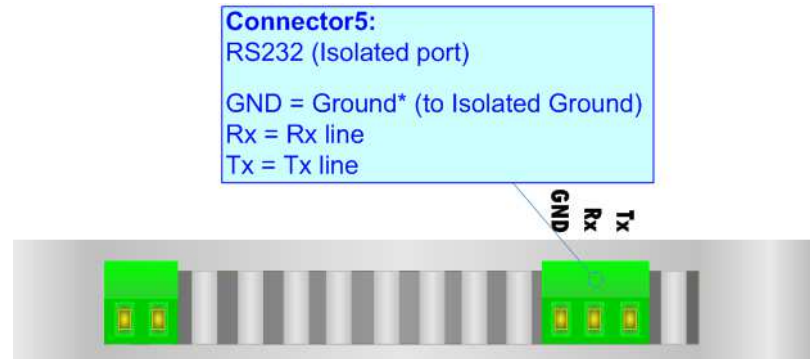 Connector5:
RS232 (Isolated port)
GND = Ground* (to Isolated Ground)
Rx = Rx line
Tx = Tx line
GND
Rx
Tx